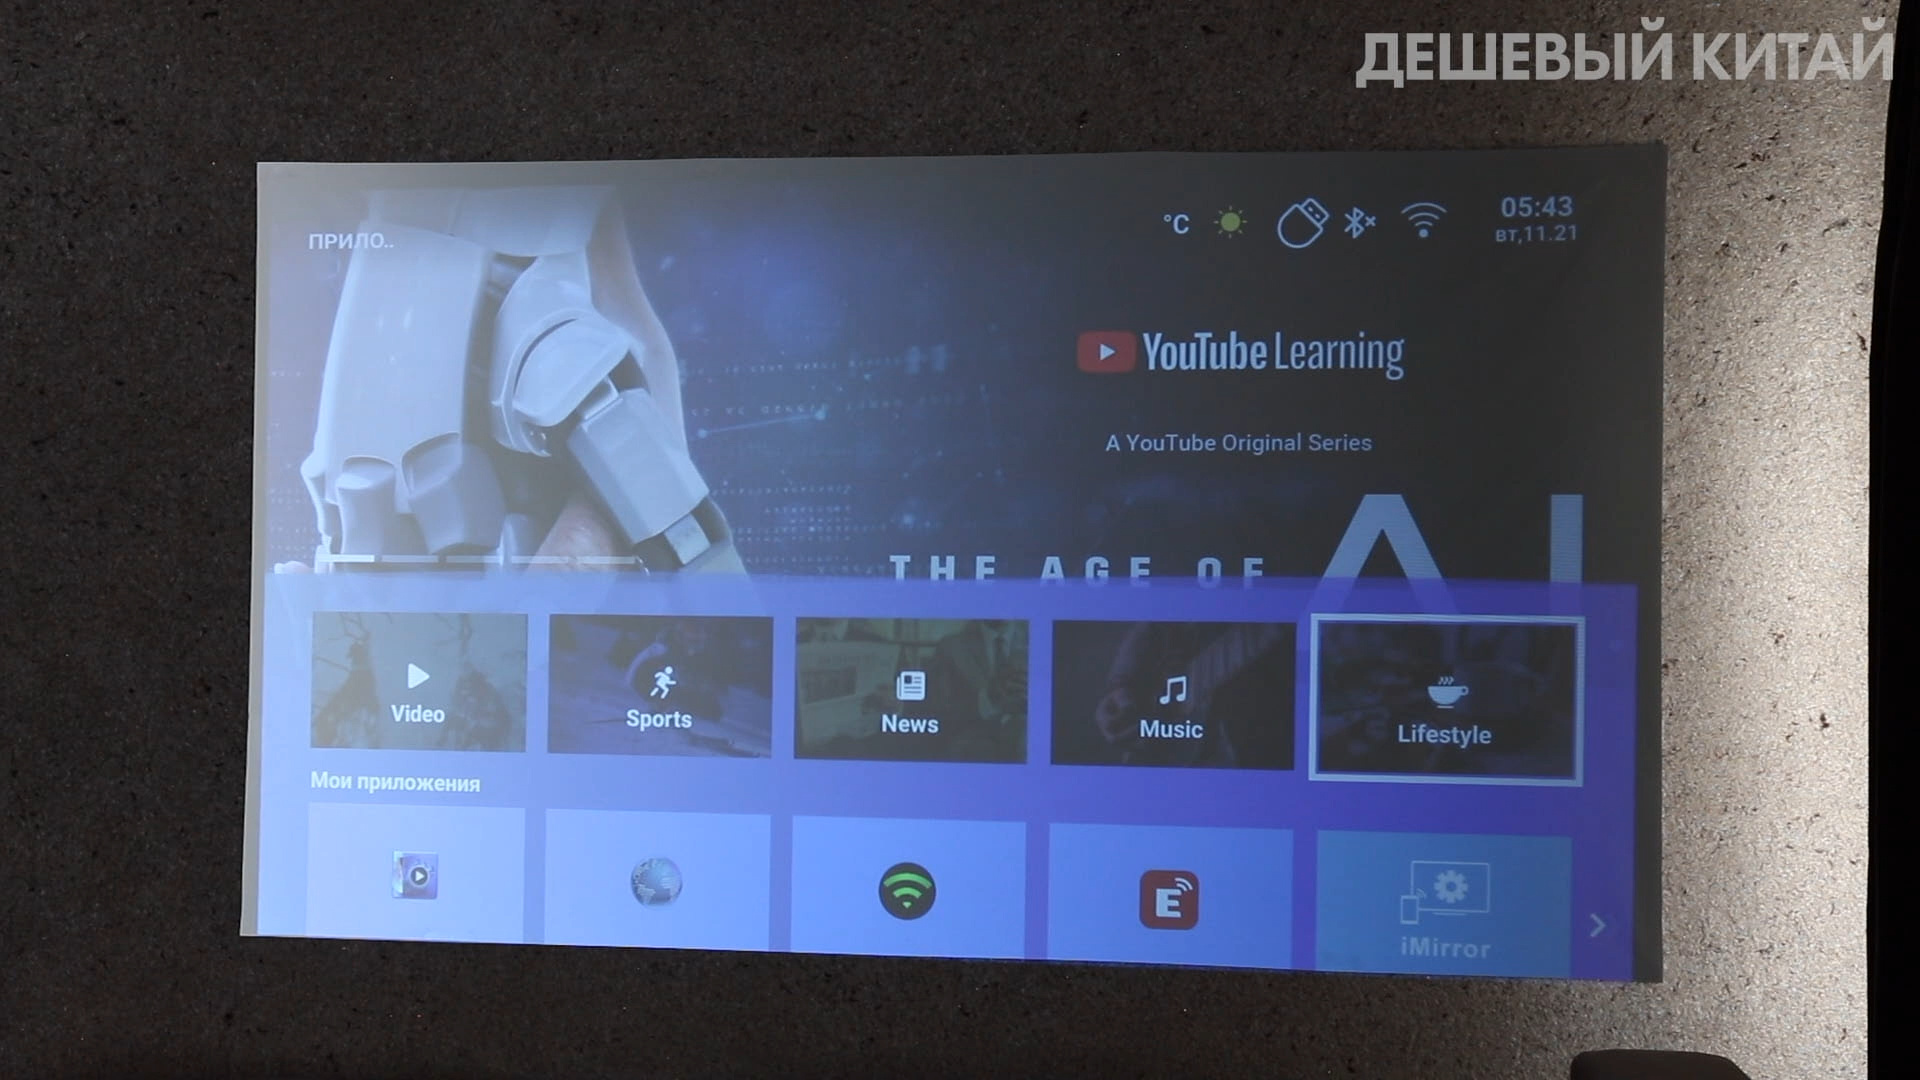 ДЕШЕВЫЙ КИТАЙ
ПРИЛО..
°C
05:43
вт,11.21
YouTube Learning
A YouTube Original Series
THE AGE OF AI
Video
Sports
News
Music
Lifestyle
Мои приложения
E
iMirror